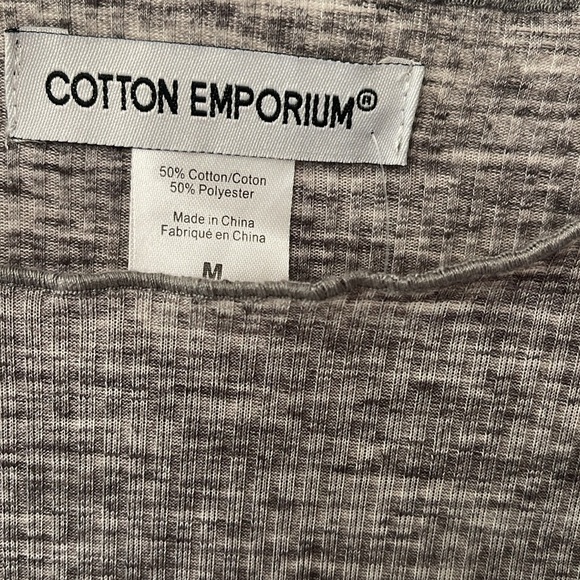 COTTON EMPORIUM®
50% Cotton/Coton
50% Polyester
Made in China
Fabriqué en China
M